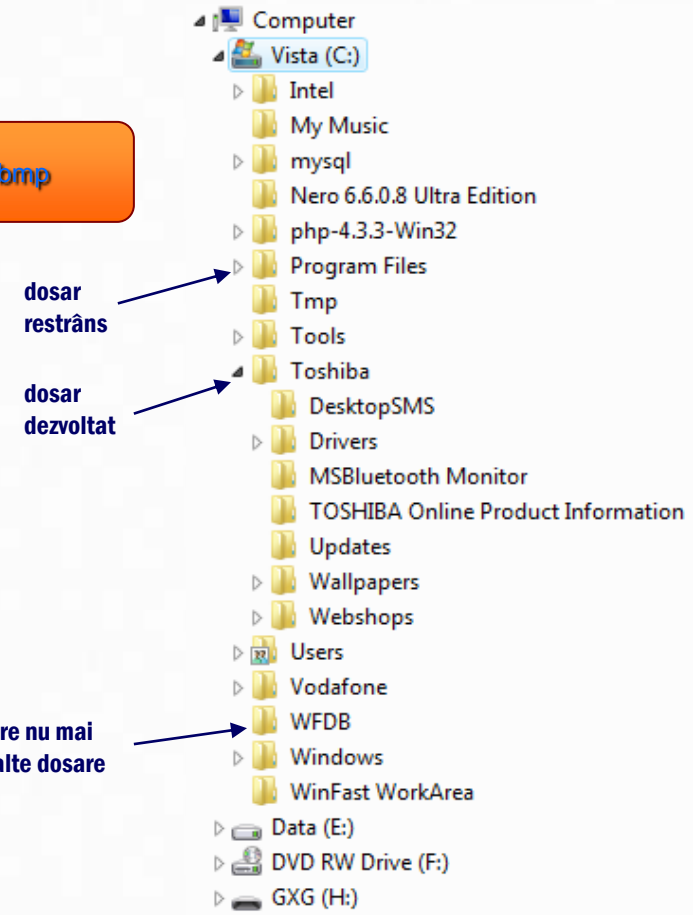 Computer
Vista (C:)
Intel
My Music
bmp
mysql
Nero 6.6.0.8 Ultra Edition
php-4.3.3-Win32
Program Files
dosar
restrâns
Tmp
Tools
Toshiba
dosar
dezvoltat
DesktopSMS
Drivers
MSBluetooth Monitor
TOSHIBA Online Product Information
Updates
Wallpapers
Webshops
Users
Vodafone
WFDB
nu mai
alte dosare
Windows
WinFast WorkArea
Data (E:)
DVD RW Drive (F:)
GXG (H:)